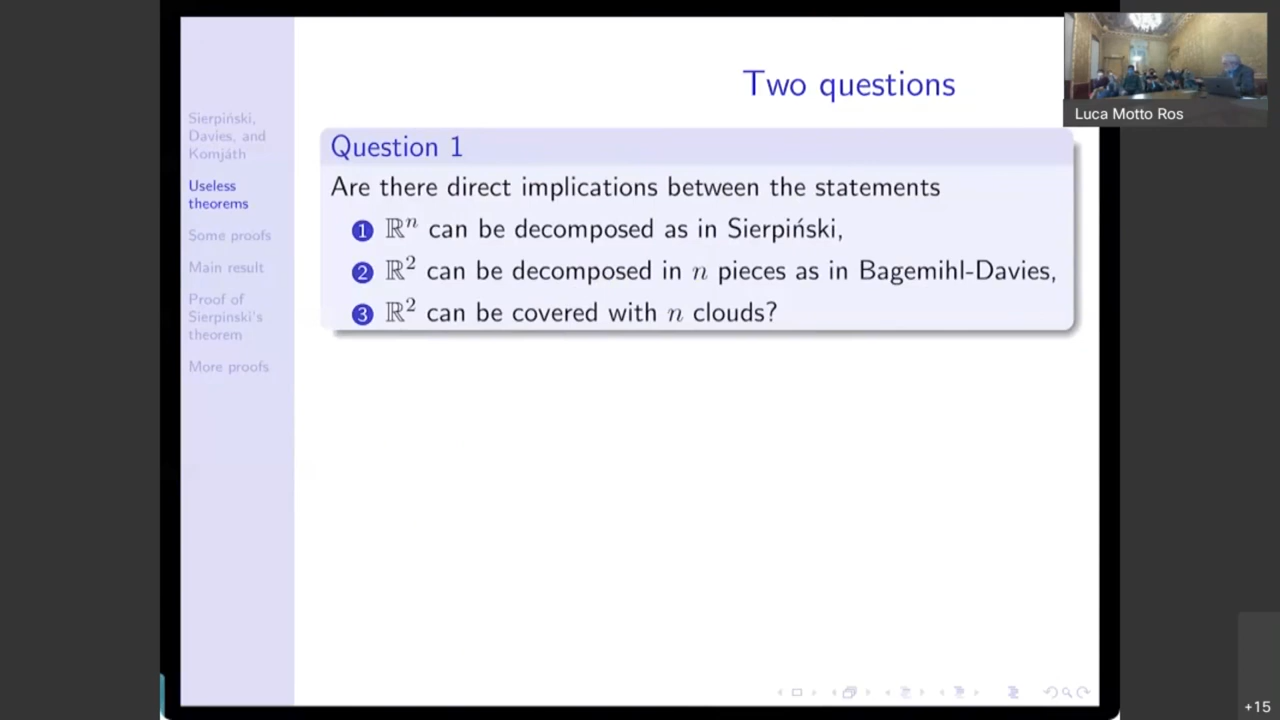 Two questions
Luca Motto Ros
Sierpiński,
Davies, and
Komjáth
Useless
theorems
Some proofs
Main result
Proof of
Sierpinski's
theorem
More proofs
Question 1
Are there direct implications between the statements
1 ℝⁿ can be decomposed as in Sierpiński,
2 ℝ² can be decomposed in n pieces as in Bagemihl-Davies,
3 ℝ² can be covered with n clouds?
+15